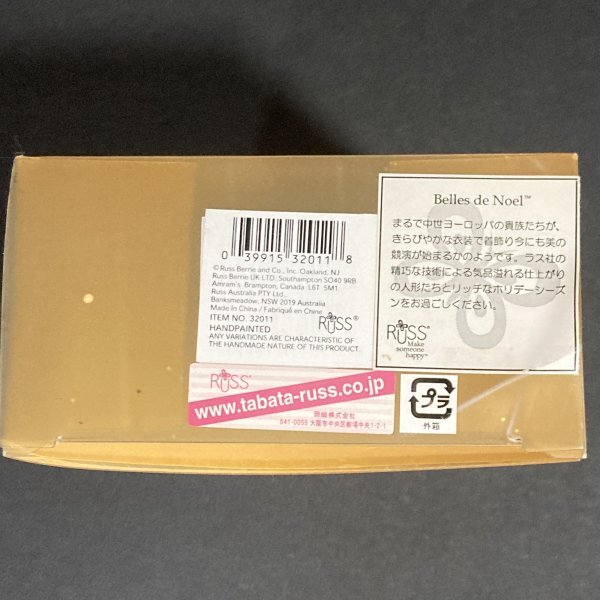 Belles de Noel™
まるで中世ヨーロッパの貴族たちが、
きらびやかな衣装で着飾り今にも美の
競演が始まるかのようです。ラス社の
精巧な技術による気品溢れる仕上がり
の人形たちとリッチなホリデーシーズ
ンをお過ごしください。
RUSS®
Make
someone
happy™
0 39915 32011 8
© Russ Berrie and Co., Inc. Oakland, NJ
Russ Berrie UK LTD. Southampton SO40 9RB
Amram's: Brampton, Canada L6T 5M1
Russ Australia PTY Ltd.,
Banksmeadow, NSW 2019 Australia
Made In China / Fabriqué en Chine
ITEM NO. 32011
RUSS®
HANDPAINTED
ANY VARIATIONS ARE CHARACTERISTIC OF
THE HANDMADE NATURE OF THIS PRODUCT
RUSS®
www.tabata-russ.co.jp
田畑株式会社
541-0055 大阪市中央区船場中央1-2-1
プラ
外箱